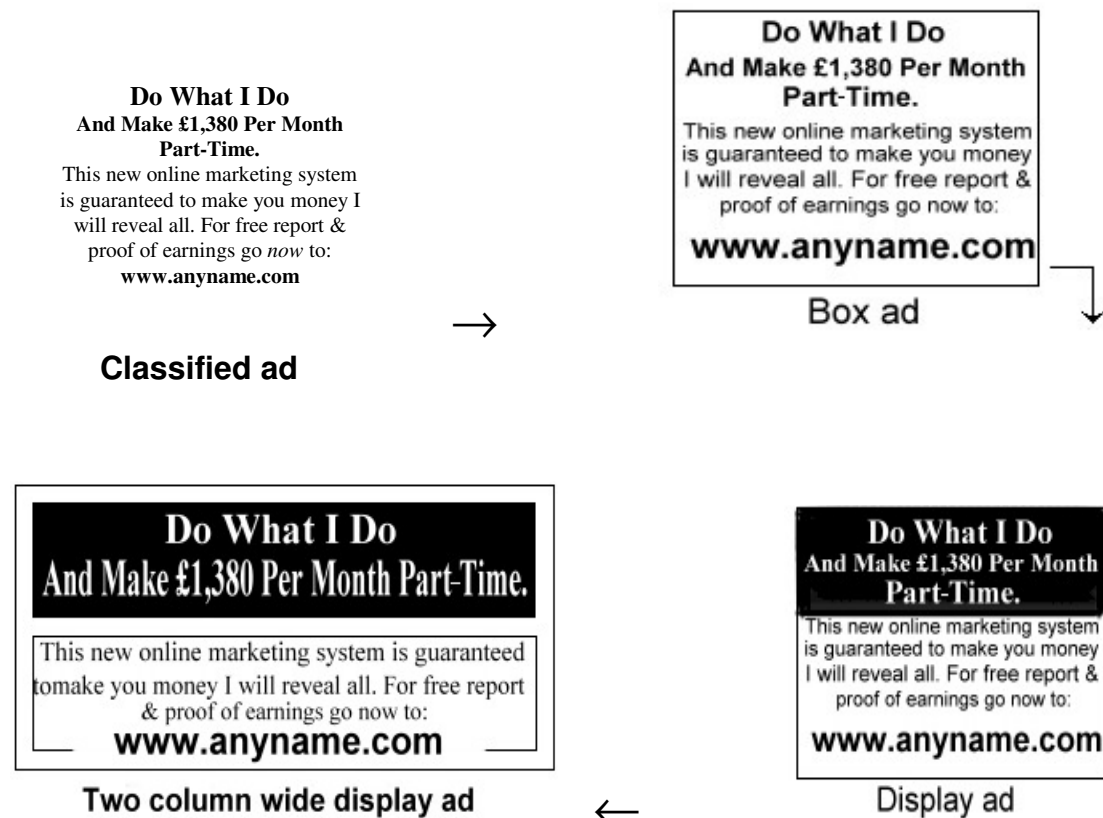 Do What I Do
And Make £1,380 Per Month
Part-Time.
This new online marketing system
is guaranteed to make you money I
will reveal all. For free report &
proof of earnings go now to:
www.anyname.com
Classified ad
Do What I Do
And Make £1,380 Per Month
Part-Time.
This new online marketing system
is guaranteed to make you money
I will reveal all. For free report &
proof of earnings go now to:
www.anyname.com
Box ad
Do What I Do
And Make £1,380 Per Month Part-Time.
This new online marketing system is guaranteed
tomake you money I will reveal all. For free report
& proof of earnings go now to:
www.anyname.com
Two column wide display ad
Do What I Do
And Make £1,380 Per Month
Part-Time.
This new online marketing system
is guaranteed to make you money
I will reveal all. For free report &
proof of earnings go now to:
www.anyname.com
Display ad